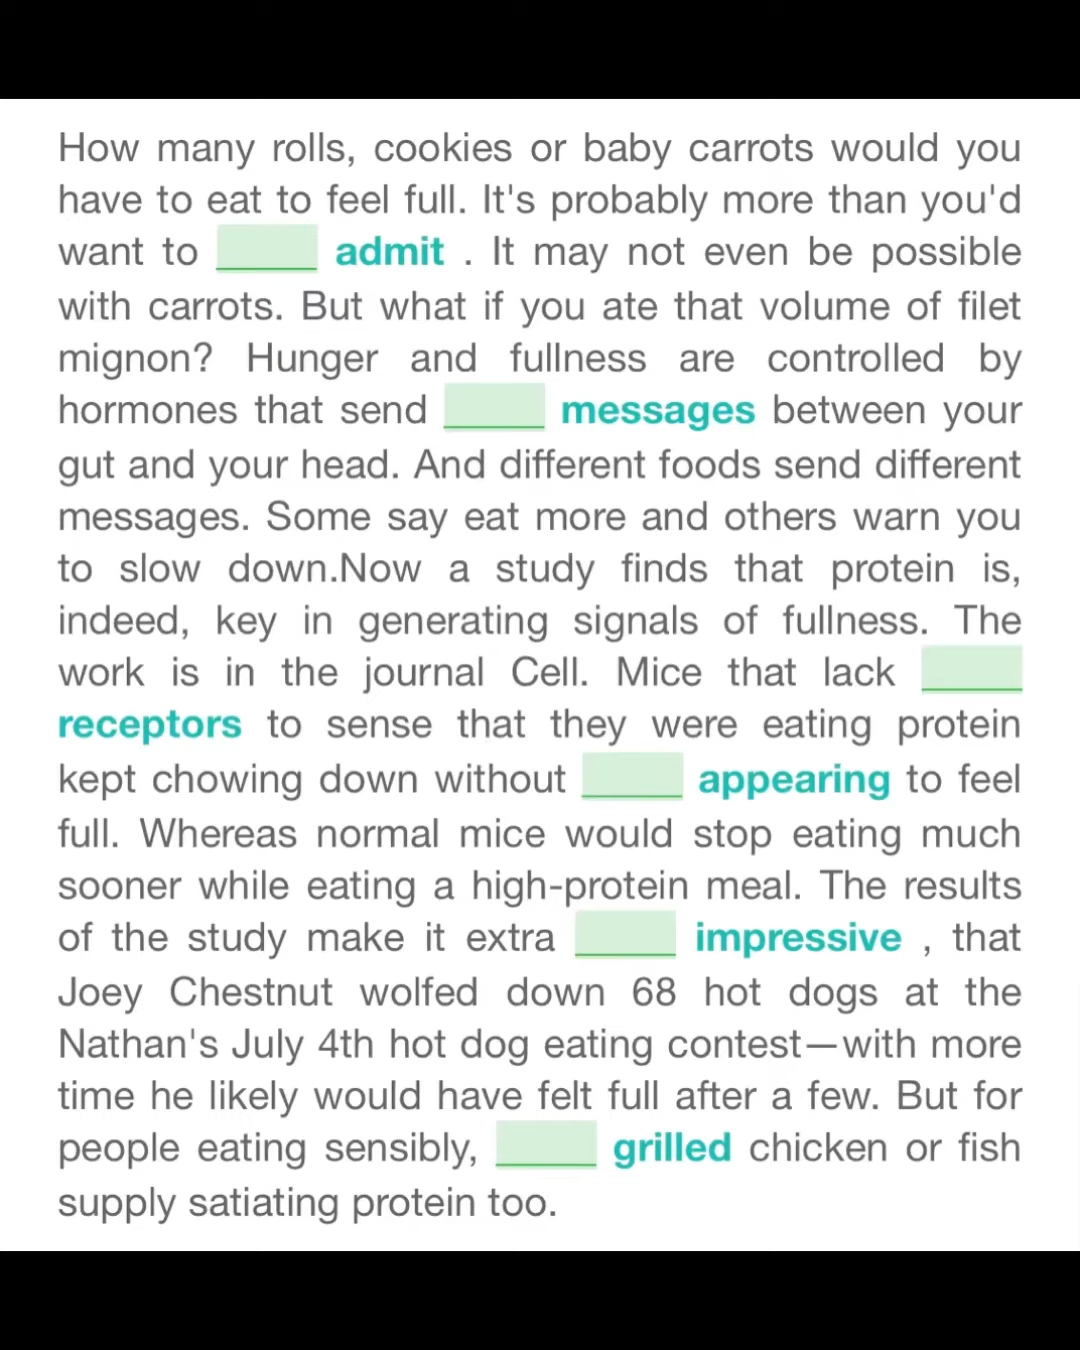 How many rolls, cookies or baby carrots would you
have to eat to feel full. It's probably more than you'd
want to admit . It may not even be possible
with carrots. But what if you ate that volume of filet
mignon? Hunger and fullness are controlled by
hormones that send messages between your
gut and your head. And different foods send different
messages. Some say eat more and others warn you
to slow down.Now a study finds that protein is,
indeed, key in generating signals of fullness. The
work is in the journal Cell. Mice that lack
receptors to sense that they were eating protein
kept chowing down without appearing to feel
full. Whereas normal mice would stop eating much
sooner while eating a high-protein meal. The results
of the study make it extra impressive , that
Joey Chestnut wolfed down 68 hot dogs at the
Nathan's July 4th hot dog eating contest—with more
time he likely would have felt full after a few. But for
people eating sensibly, grilled chicken or fish
supply satiating protein too.